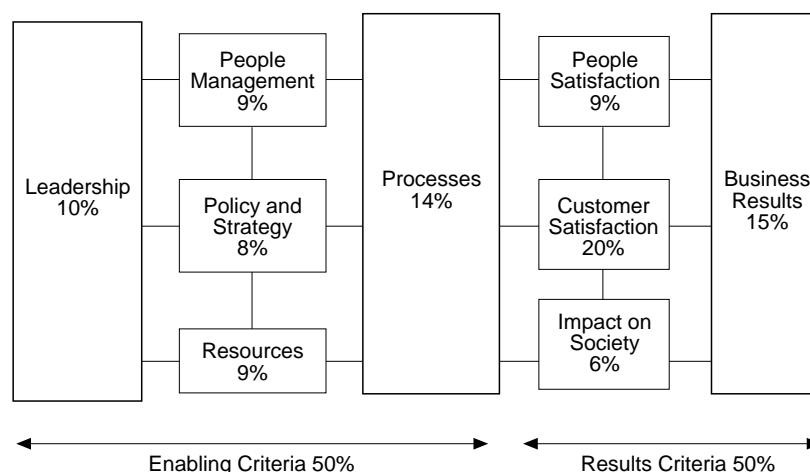 Leadership
10%
People
Management
9%
Policy and
Strategy
8%
Resources
9%
Processes
14%
People
Satisfaction
9%
Customer
Satisfaction
20%
Impact on
Society
6%
Business
Results
15%
Enabling Criteria 50%
Results Criteria 50%